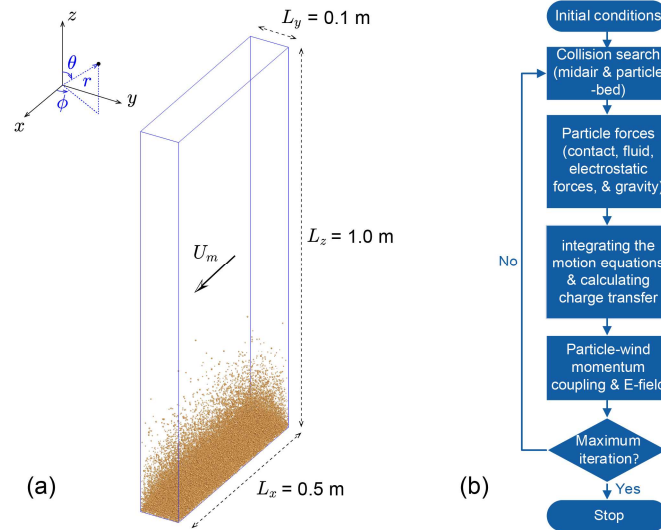 (a)
z
θ
r
ϕ
x
y
L_y = 0.1 m
L_z = 1.0 m
U_m
L_x = 0.5 m
(b)
Initial conditions
Collision search
(midair & particle
-bed)
Particle forces
(contact, fluid,
electrostatic
forces, & gravity)
integrating the
motion equations
& calculating
charge transfer
Particle-wind
momentum
coupling & E-field
Maximum
iteration?
No
Yes
Stop